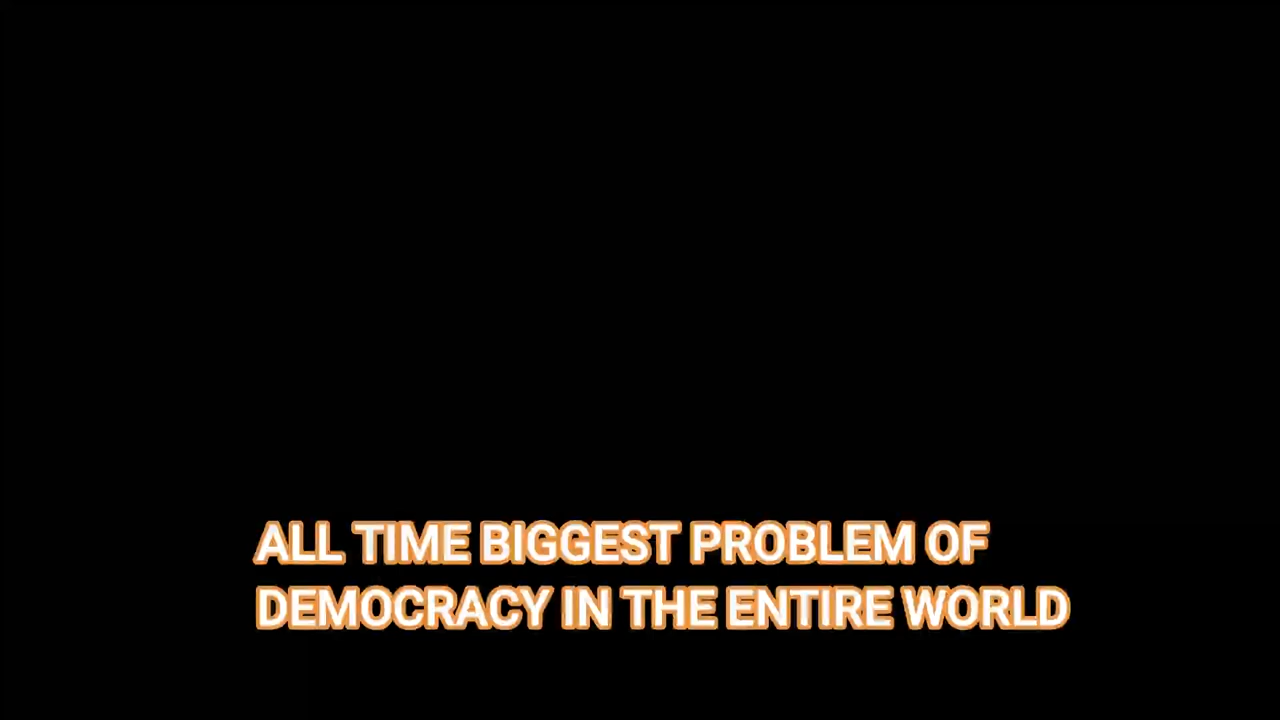 ALL TIME BIGGEST PROBLEM OF
DEMOCRACY IN THE ENTIRE WORLD